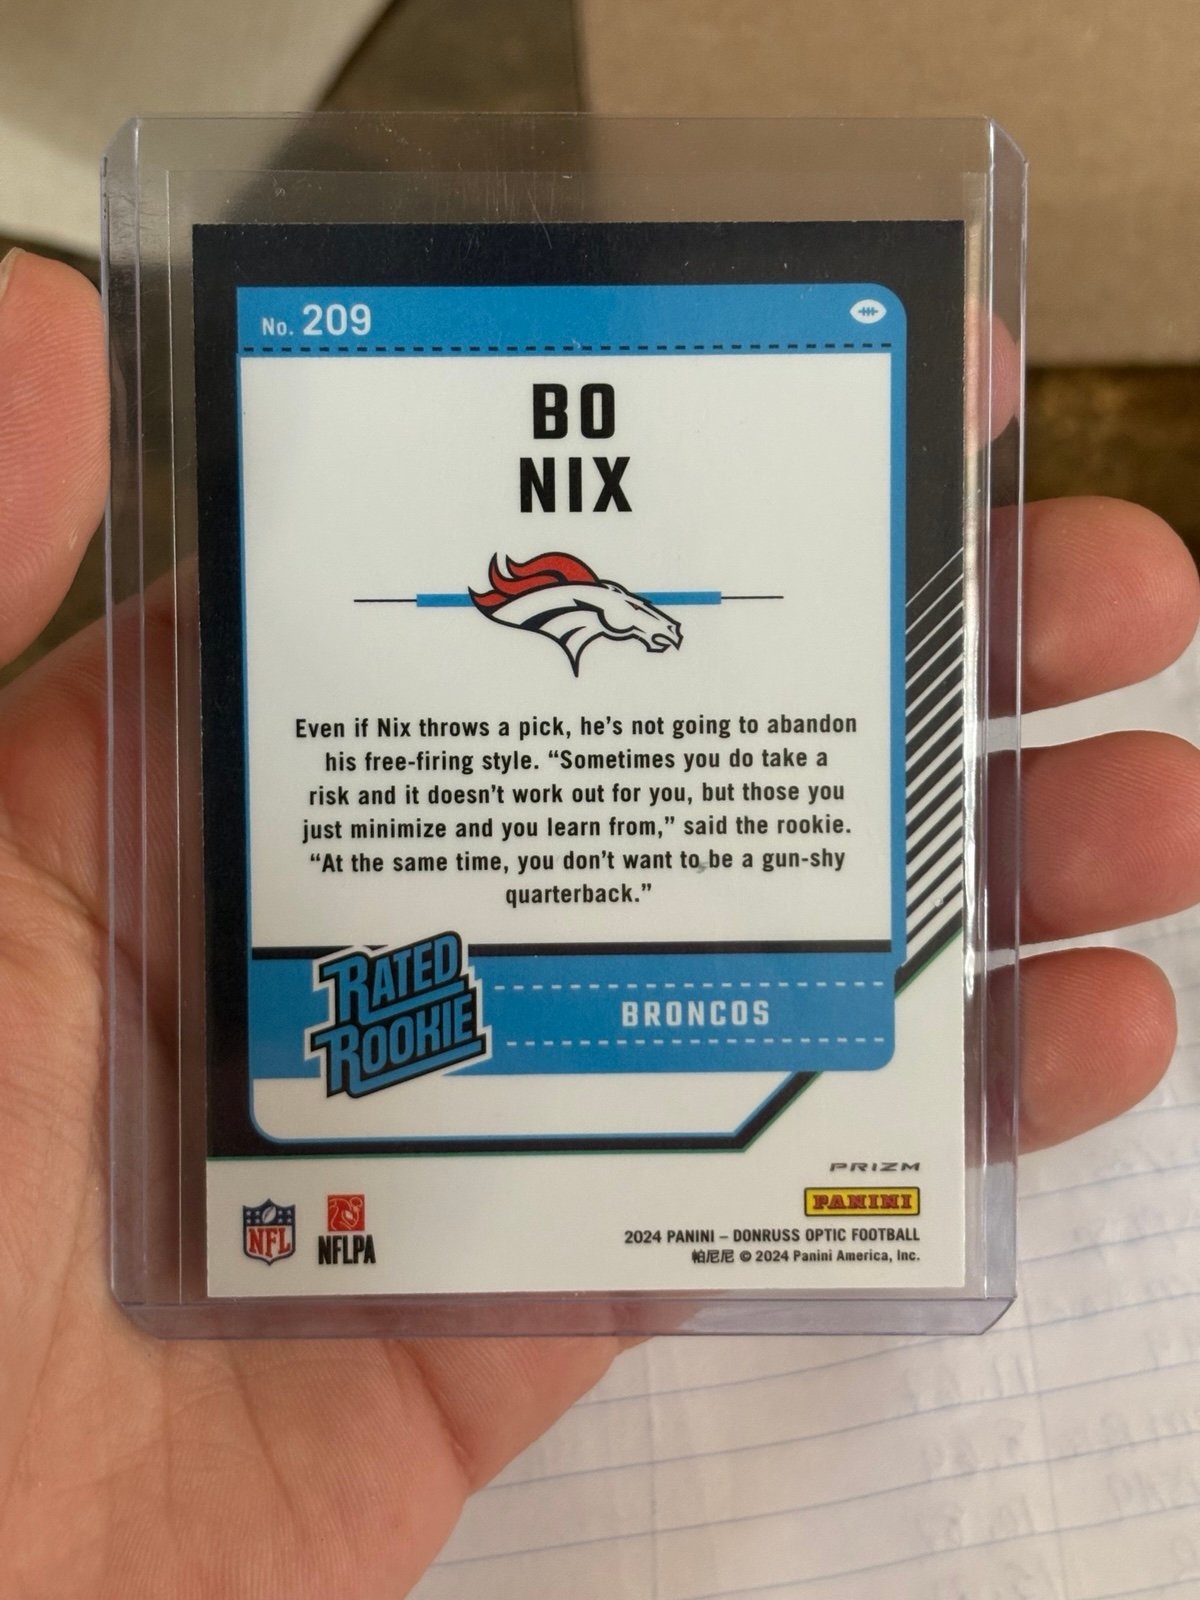 No. 209
BO
NIX
Even if Nix throws a pick, he's not going to abandon
his free-firing style. “Sometimes you do take a
risk and it doesn't work out for you, but those you
just minimize and you learn from,” said the rookie.
“At the same time, you don't want to be a gun-shy
quarterback.”
RATED
ROOKIE
BRONCOS
PRIZM
PANINI
NFL
NFLPA
2024 PANINI – DONRUSS OPTIC FOOTBALL
帕尼尼 © 2024 Panini America, Inc.